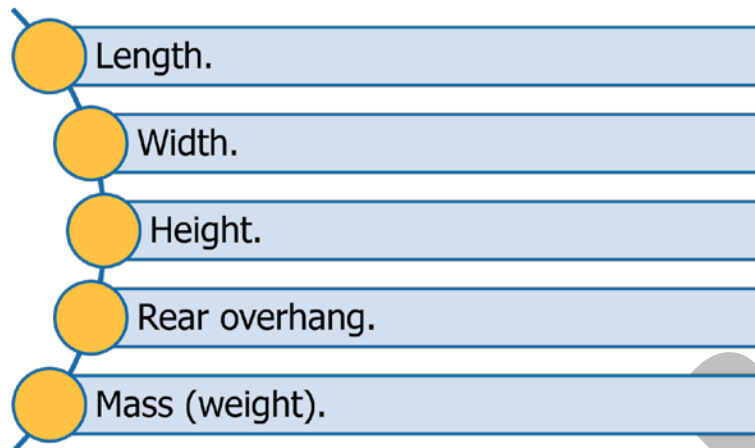 Length.
Width.
Height.
Rear overhang.
Mass (weight).